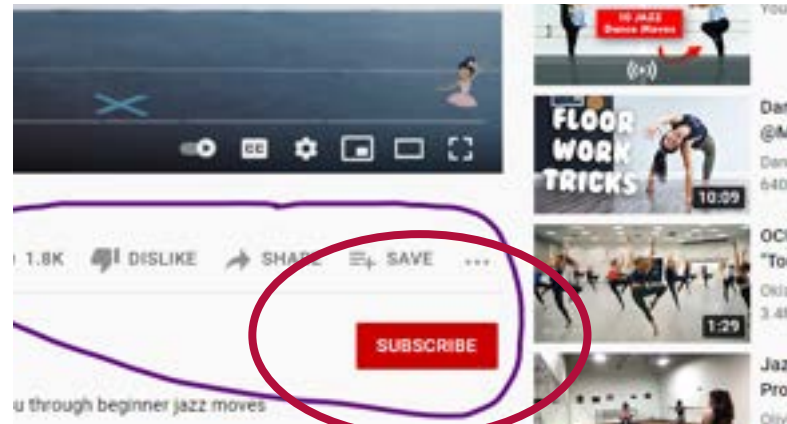 10 JAZZ
Dance Moves
CC
FLOOR
WORK
TRICKS
10:09
1.8K DISLIKE SHARE SAVE ...
1:29
SUBSCRIBE
u through beginner jazz moves